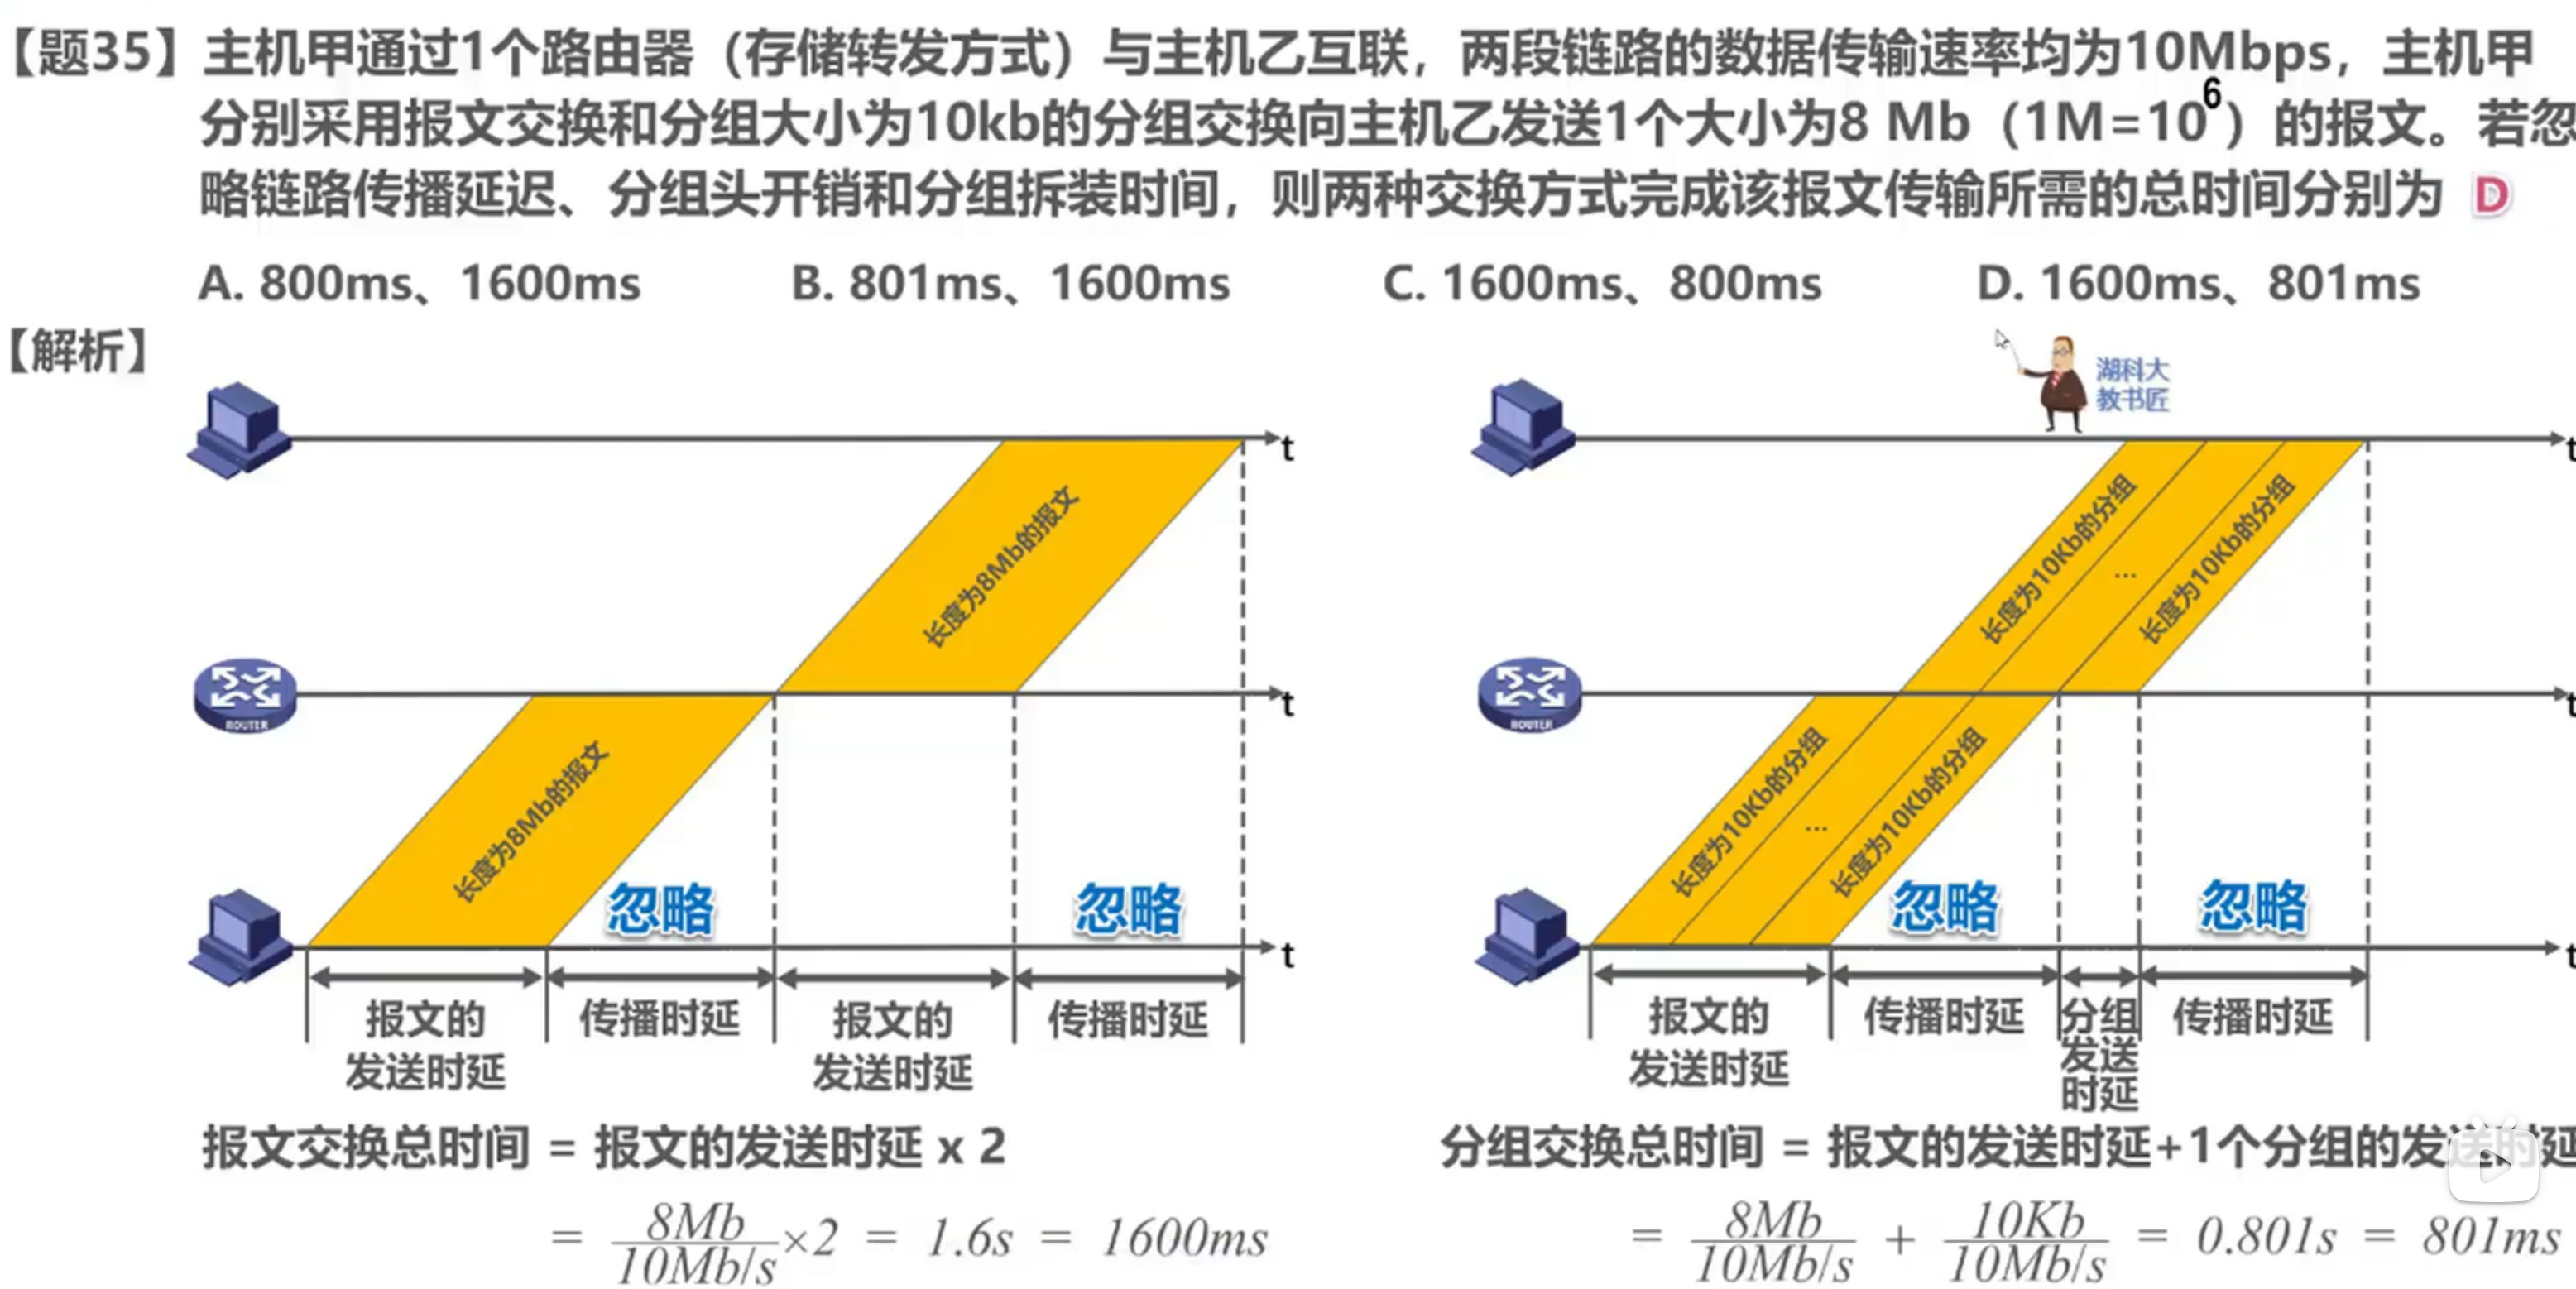 【题35】主机甲通过1个路由器（存储转发方式）与主机乙互联，两段链路的数据传输速率均为10Mbps，主机甲
分别采用报文交换和分组大小为10kb的分组交换向主机乙发送1个大小为8 Mb（1M=10⁶）的报文。若忽
略链路传播延迟、分组头开销和分组拆装时间，则两种交换方式完成该报文传输所需的总时间分别为 D
A. 800ms、1600ms B. 801ms、1600ms C. 1600ms、800ms D. 1600ms、801ms
【解析】
湖科大
教书匠
t
长度为8Mb的报文
ROUTER
t
长度为8Mb的报文
忽略
忽略
t
报文的
发送时延
传播时延
报文的
发送时延
传播时延
报文交换总时间 = 报文的发送时延 x 2
= 8Mb/10Mb/s ×2 = 1.6s = 1600ms
t
长度为10Kb的分组
...
长度为10Kb的分组
ROUTER
t
长度为10Kb的分组
...
长度为10Kb的分组
忽略
忽略
t
报文的
发送时延
传播时延
分组
发送
时延
传播时延
分组交换总时间 = 报文的发送时延+1个分组的发送时延
= 8Mb/10Mb/s + 10Kb/10Mb/s = 0.801s = 801ms